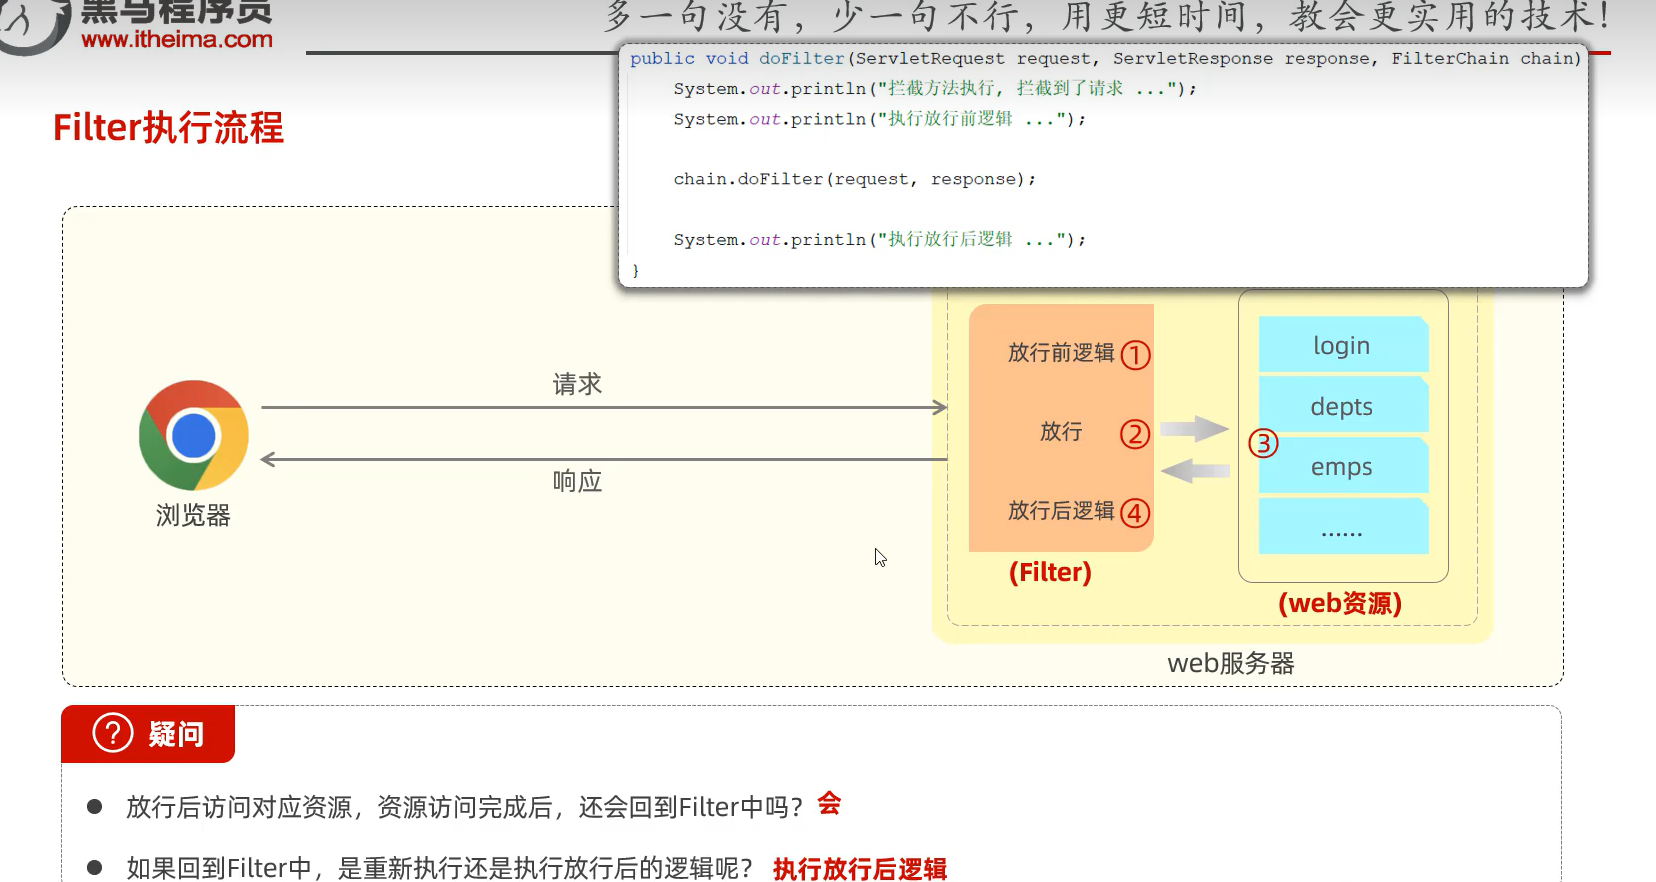 黑马程序员
www.itheima.com
多一句没有，少一句不行，用更短时间，教会更实用的技术！
Filter执行流程
public void doFilter(ServletRequest request, ServletResponse response, FilterChain chain)
System.out.println("拦截方法执行, 拦截到了请求 ...");
System.out.println("执行放行前逻辑 ...");
chain.doFilter(request, response);
System.out.println("执行放行后逻辑 ...");
}
请求
响应
浏览器
放行前逻辑 ①
放行 ②
放行后逻辑 ④
(Filter)
③
login
depts
emps
......
(web资源)
web服务器
? 疑问
● 放行后访问对应资源，资源访问完成后，还会回到Filter中吗？ 会
● 如果回到Filter中，是重新执行还是执行放行后的逻辑呢？ 执行放行后逻辑